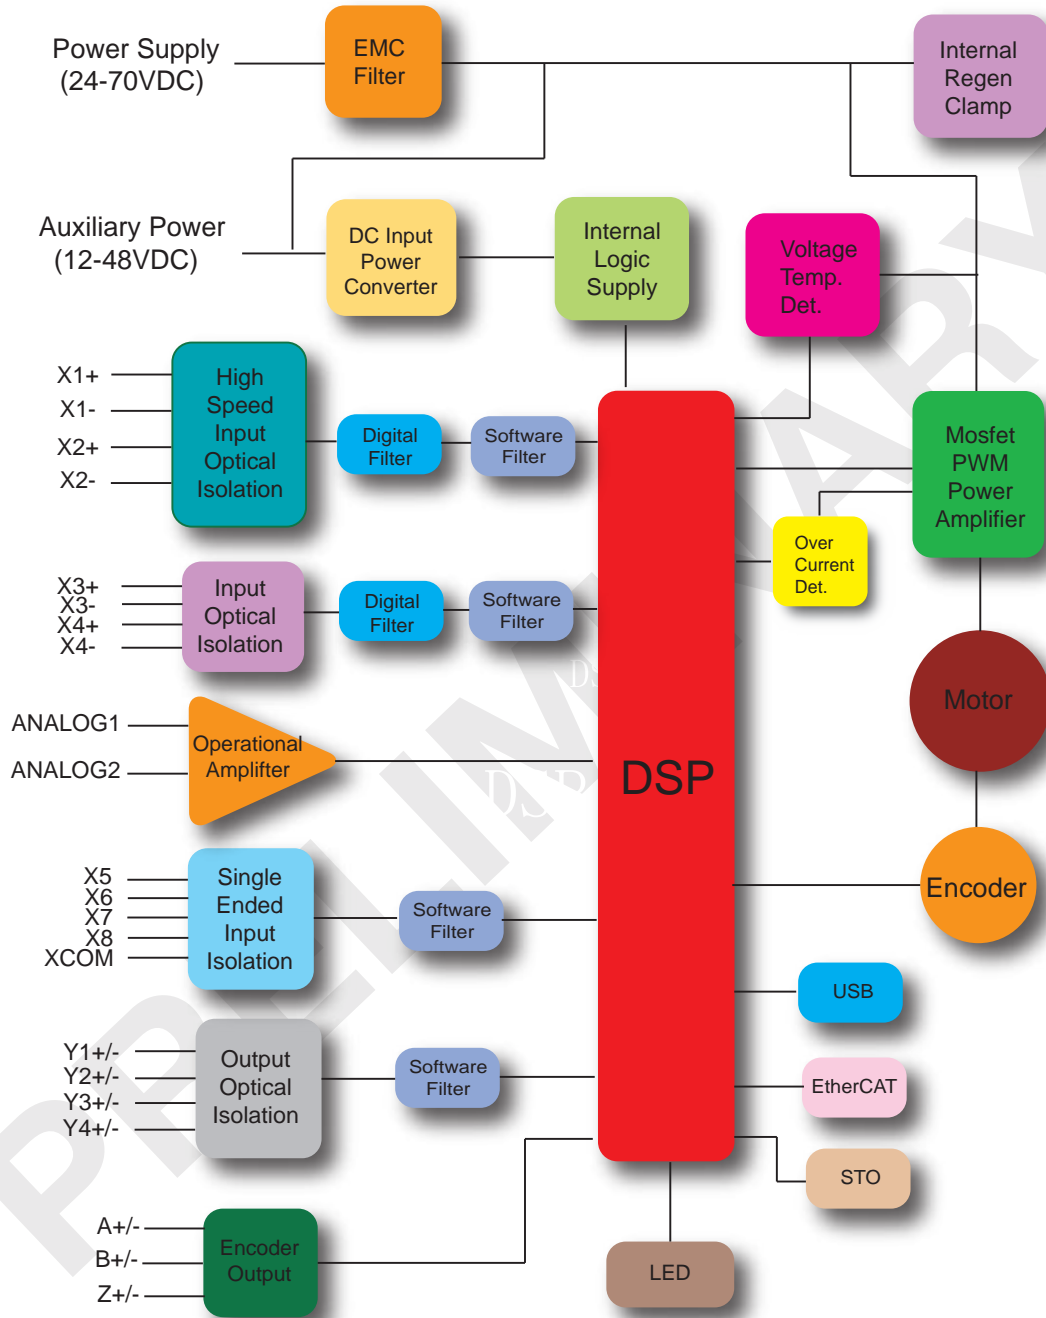 Power Supply
(24-70VDC)
EMC
Filter
Internal
Regen
Clamp
Auxiliary Power
(12-48VDC)
DC Input
Power
Converter
Internal
Logic
Supply
Voltage
Temp.
Det.
X1+
X1-
X2+
X2-
High
Speed
Input
Optical
Isolation
Digital
Filter
Software
Filter
Mosfet
PWM
Power
Amplifier
Over
Current
Det.
X3+
X3-
X4+
X4-
Input
Optical
Isolation
Digital
Filter
Software
Filter
Motor
ANALOG1
ANALOG2
Operational
Amplifter
DSP
DSP
Encoder
X5
X6
X7
X8
XCOM
Single
Ended
Input
Isolation
Software
Filter
USB
Y1+/-
Y2+/-
Y3+/-
Y4+/-
Output
Optical
Isolation
Software
Filter
EtherCAT
STO
A+/-
B+/-
Z+/-
Encoder
Output
LED
PRELIMINARY